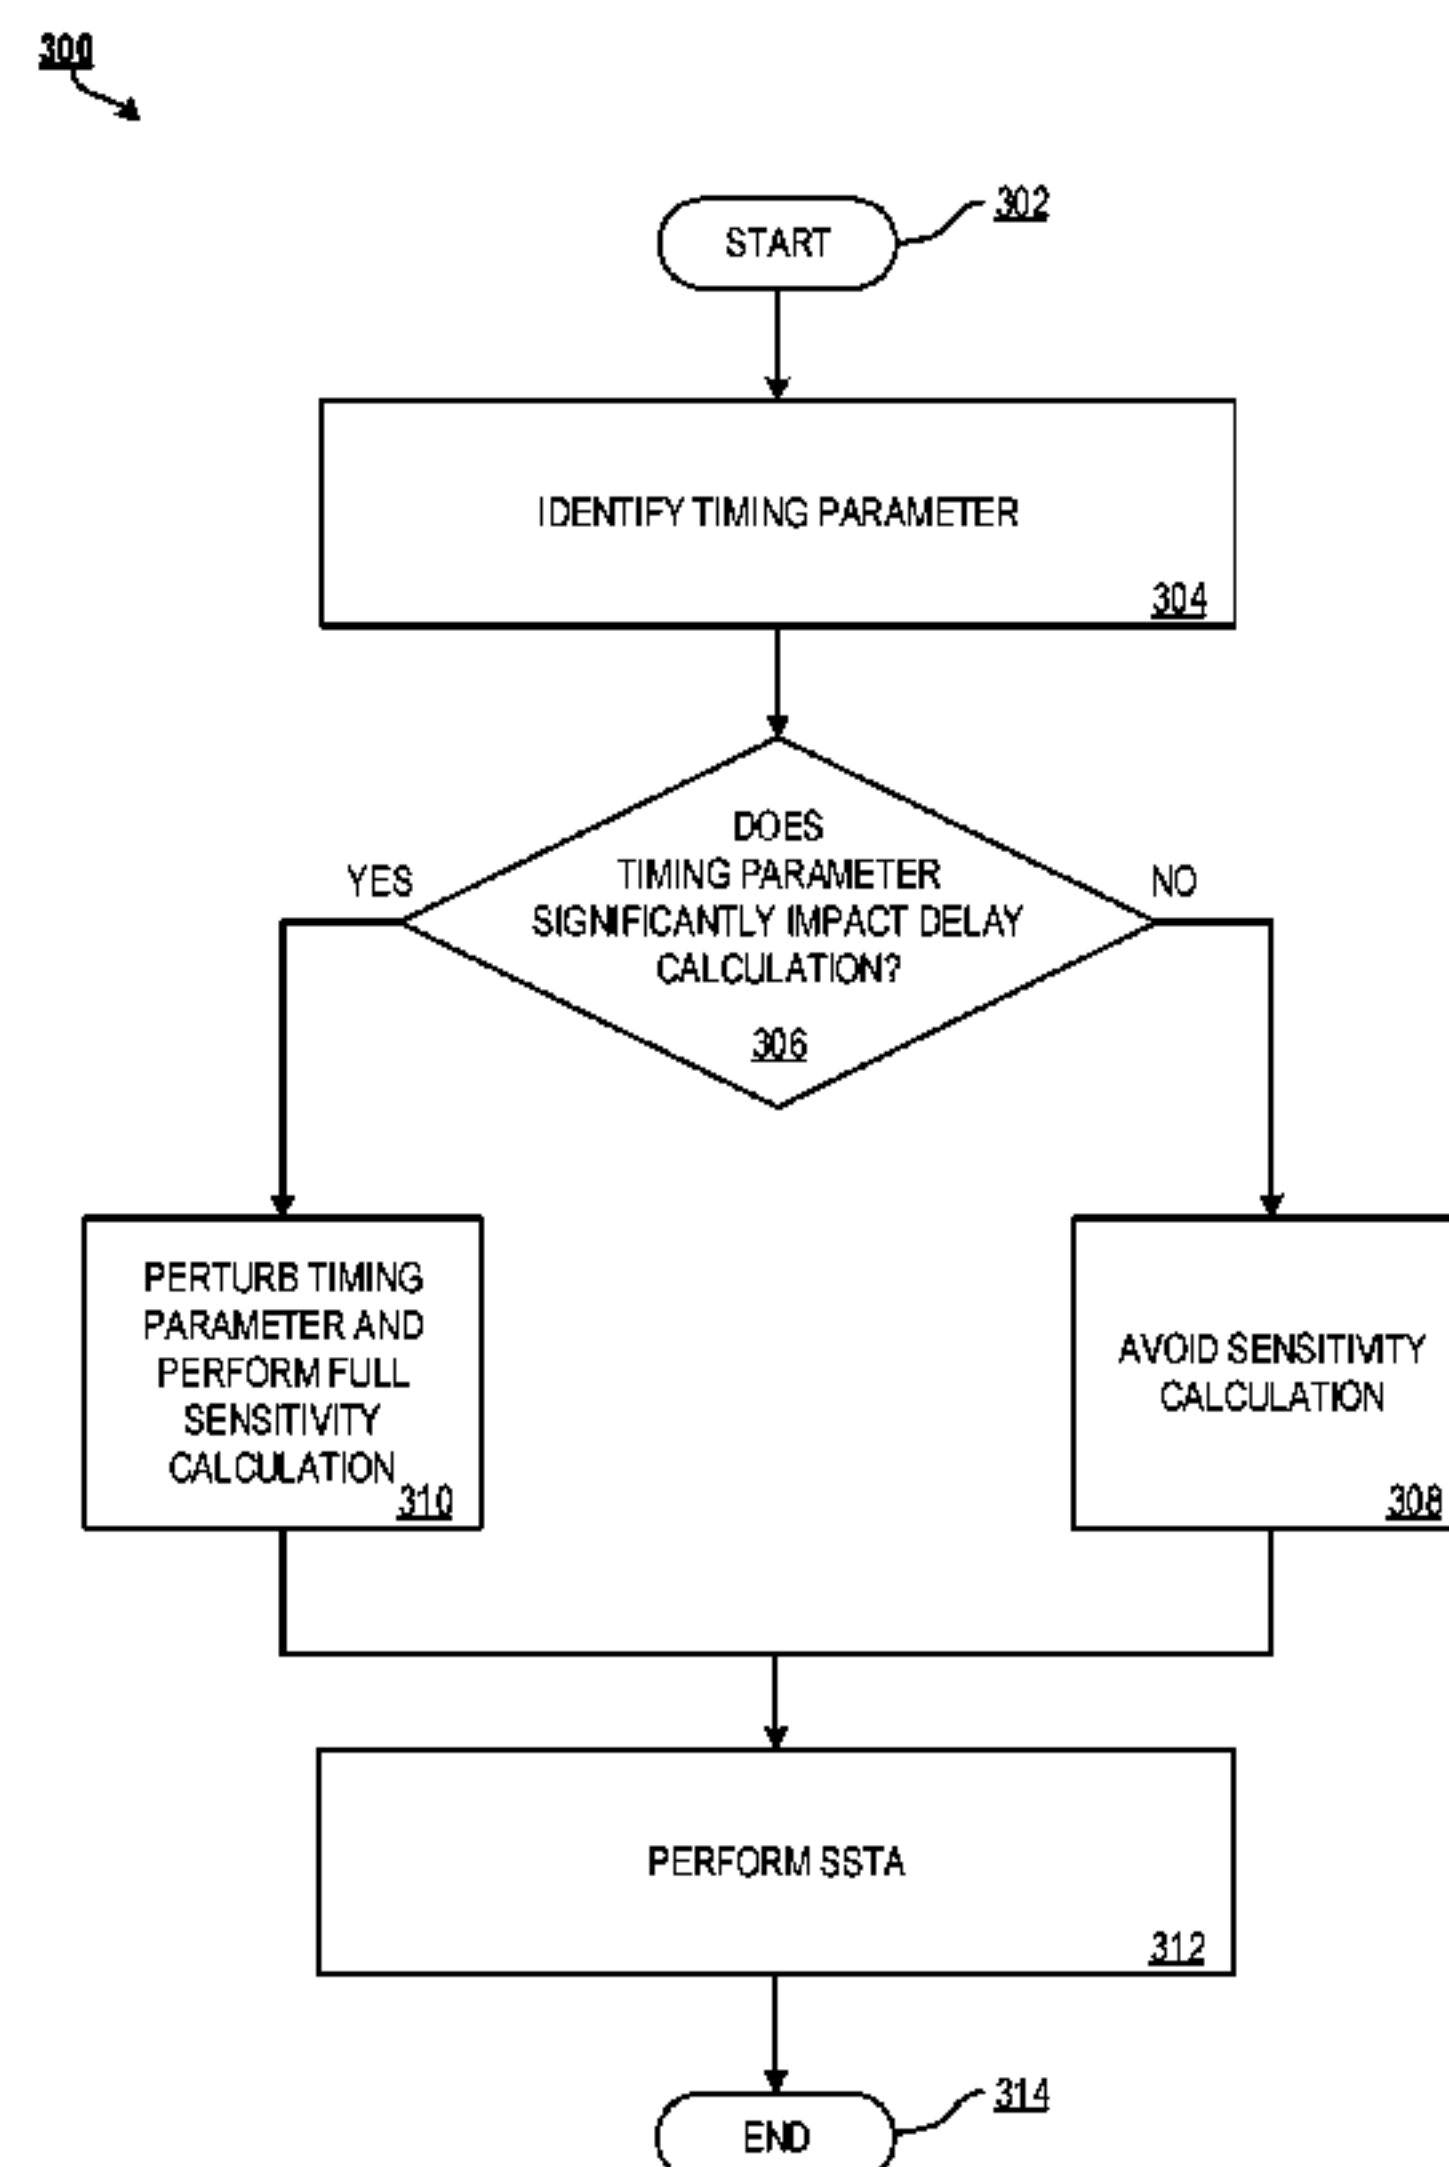 300
START
302
IDENTIFY TIMING PARAMETER
304
DOES
TIMING PARAMETER
SIGNIFICANTLY IMPACT DELAY
CALCULATION?
306
YES
NO
PERTURB TIMING
PARAMETER AND
PERFORM FULL
SENSITIVITY
CALCULATION
310
AVOID SENSITIVITY
CALCULATION
308
PERFORM SSTA
312
END
314